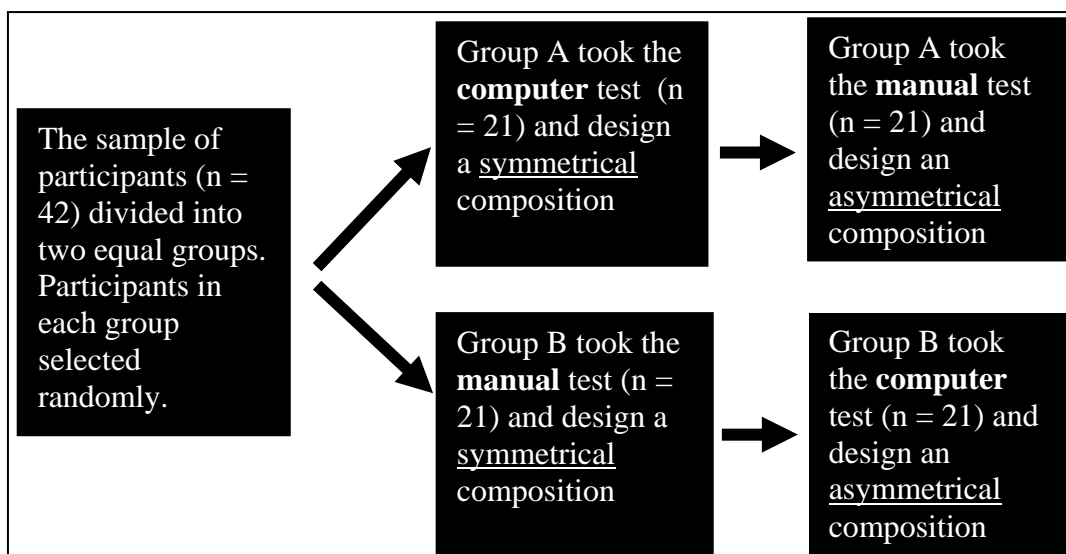 The sample of
participants (n =
42) divided into
two equal groups.
Participants in
each group
selected
randomly.
Group A took the
computer test (n
= 21) and design
a symmetrical
composition
Group A took
the manual test
(n = 21) and
design an
asymmetrical
composition
Group B took the
manual test (n =
21) and design a
symmetrical
composition
Group B took
the computer
test (n = 21) and
design an
asymmetrical
composition